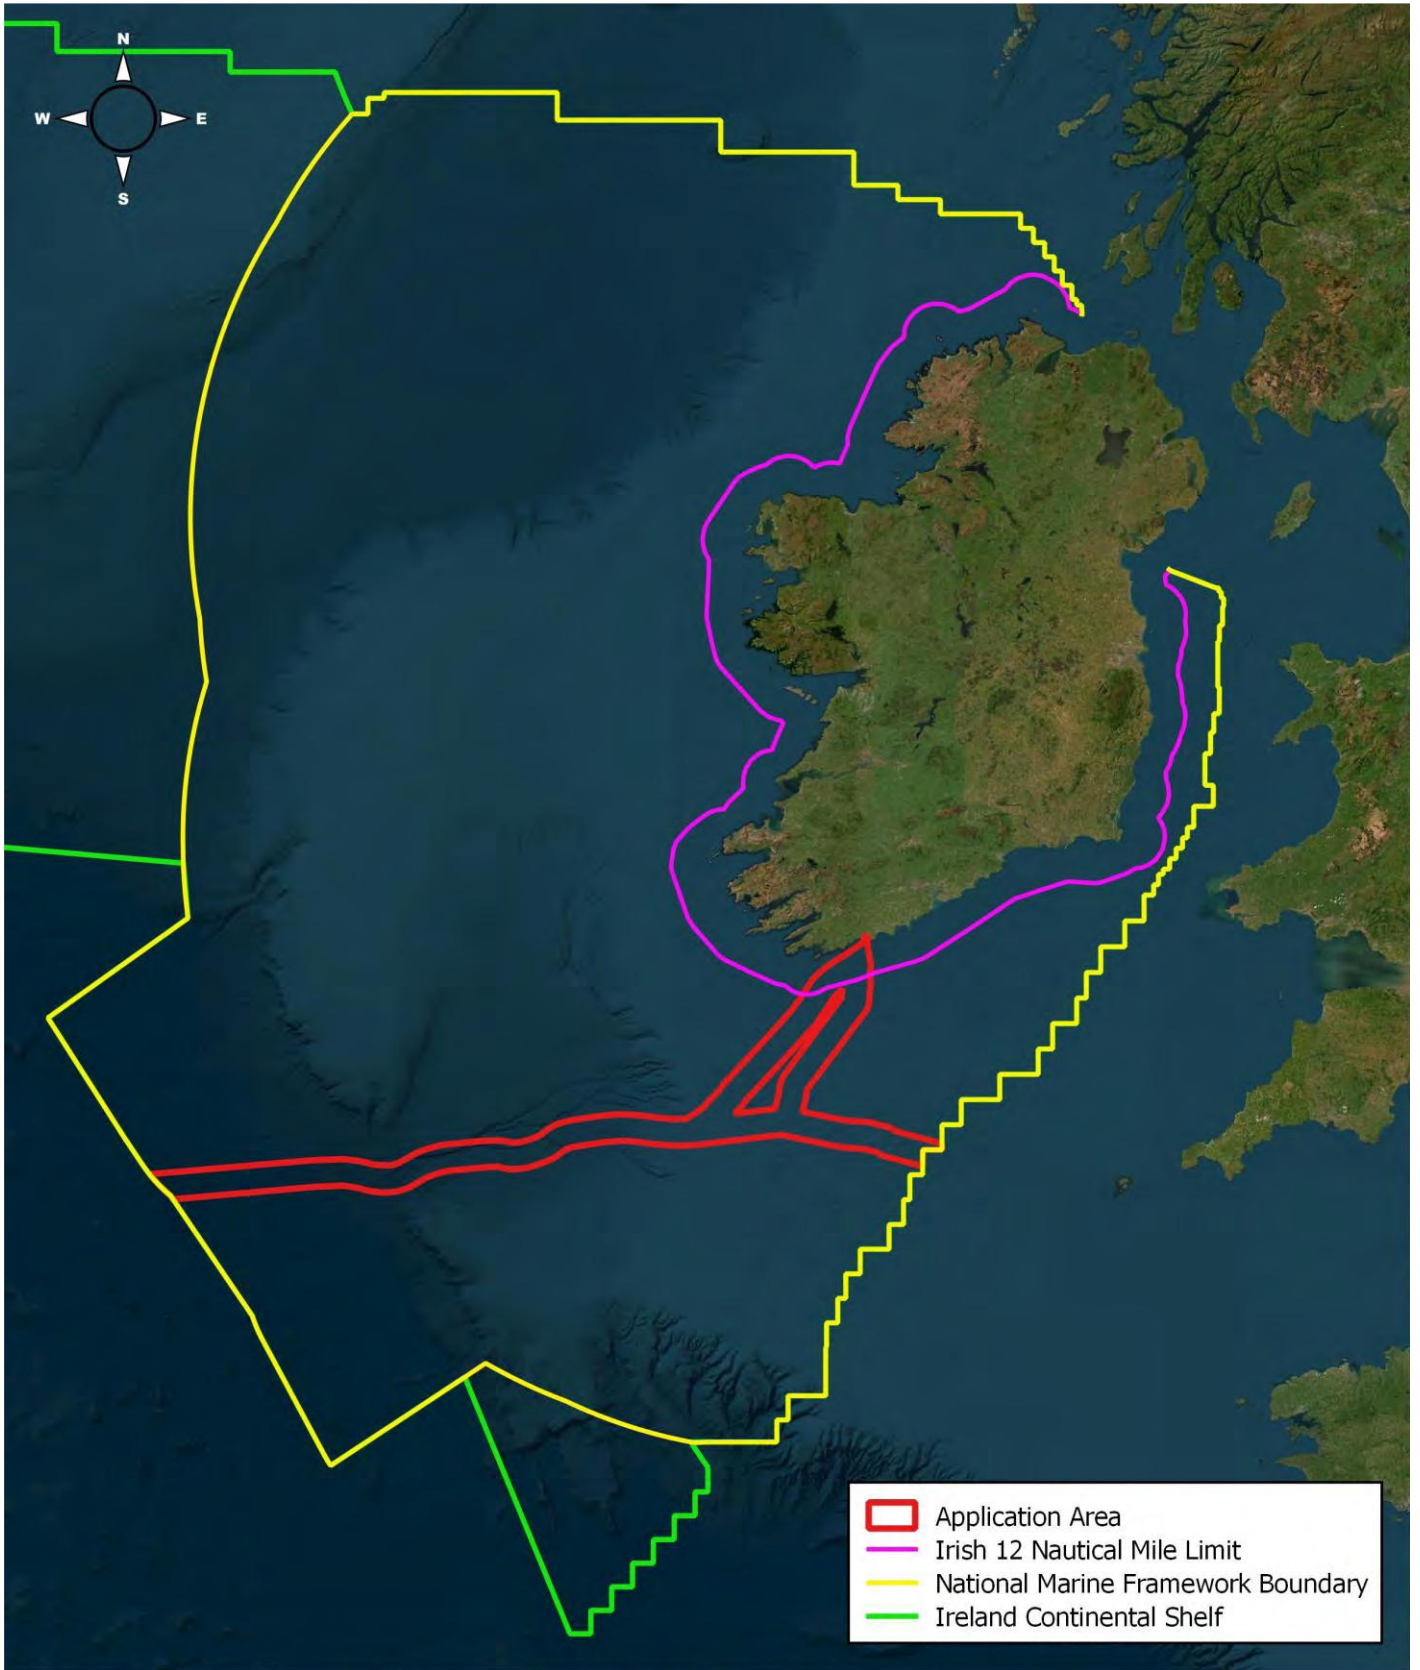 N
W E
S
Application Area
Irish 12 Nautical Mile Limit
National Marine Framework Boundary
Ireland Continental Shelf